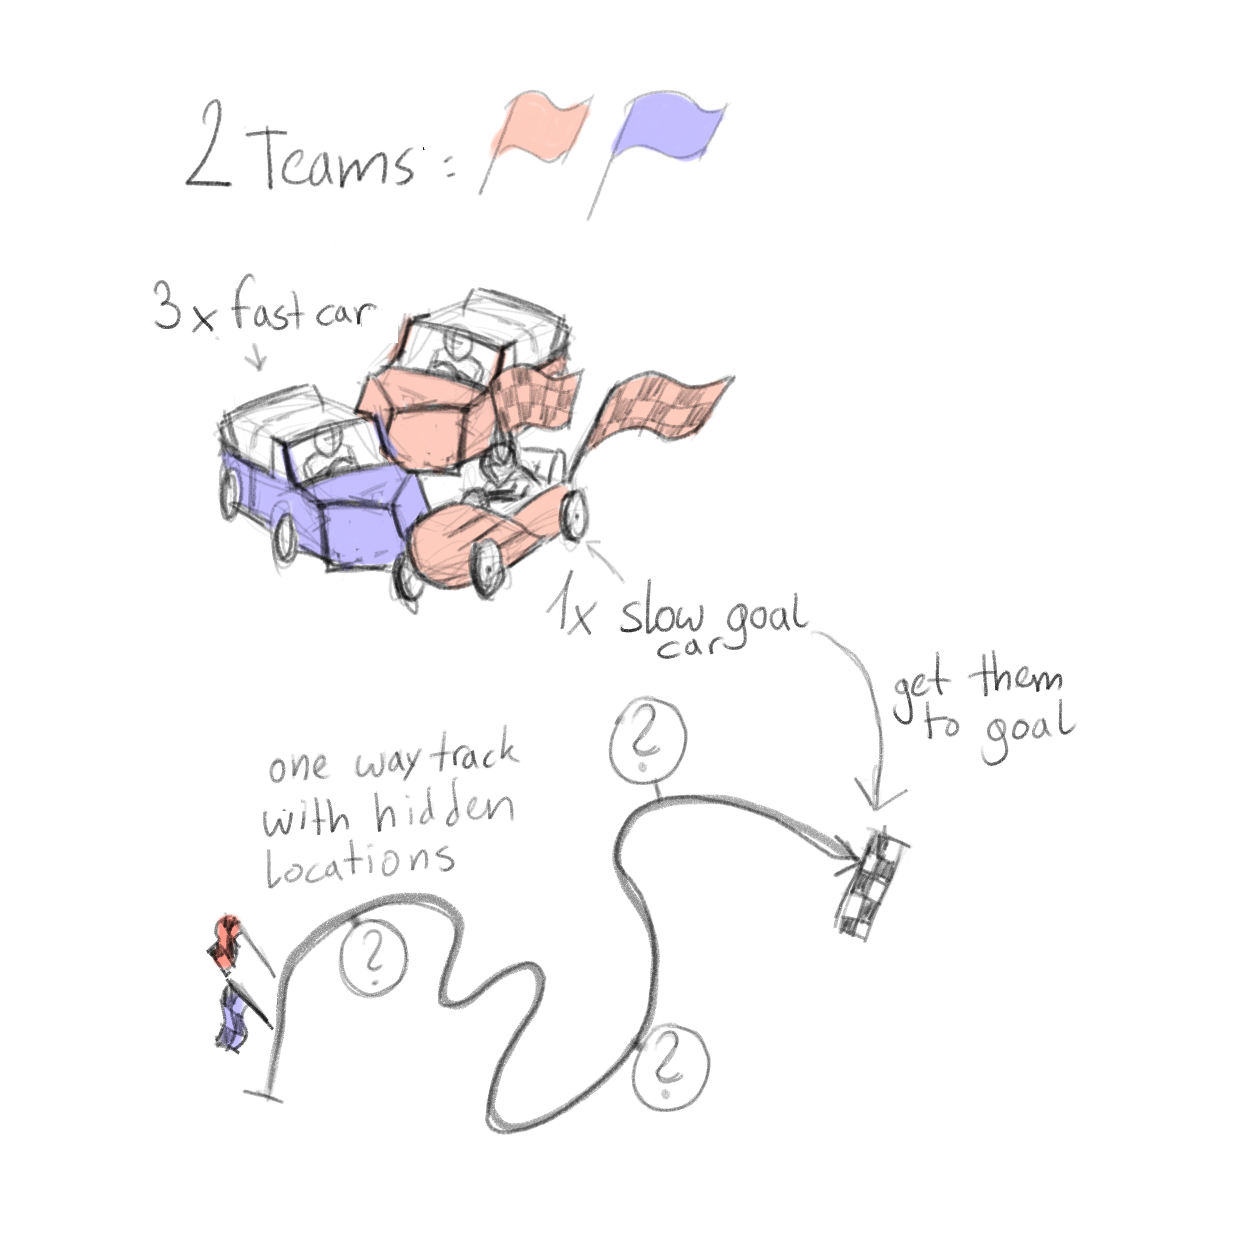 2 Teams :
3x fast car
1x slow goal
car
get them
to goal
one way track
with hidden
Locations
?
?
?